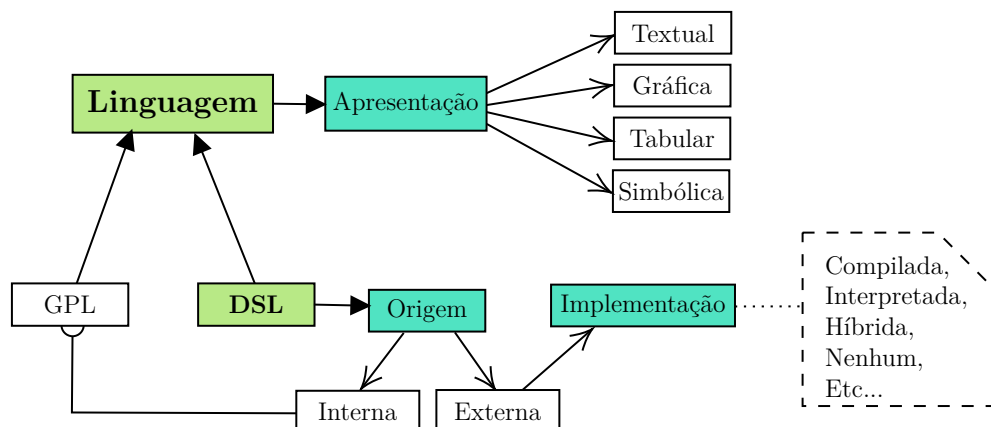 Textual
Linguagem
Apresentação
Gráfica
Tabular
Simbólica
GPL
DSL
Origem
Implementação
Compilada,
Interpretada,
Híbrida,
Nenhum,
Etc...
Interna
Externa